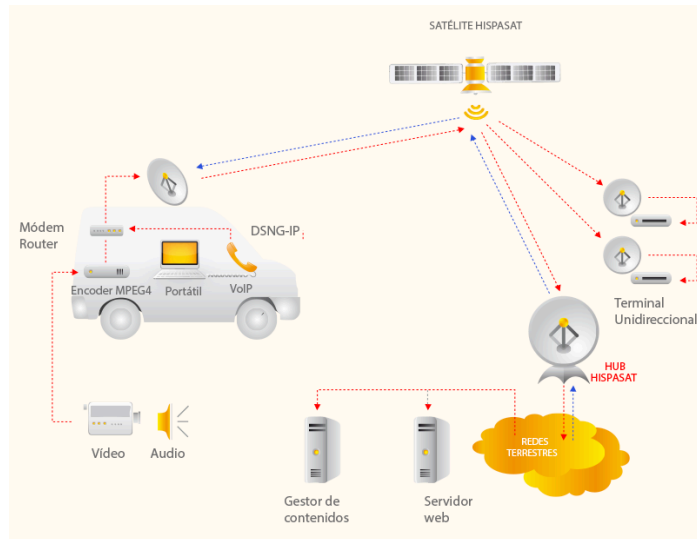 SATÉLITE HISPASAT
Módem
Router
DSNG-IP :
Encoder MPEG4
Portátil
VoIP
Terminal
Unidireccional
HUB
HISPASAT
Vídeo
Audio
REDES
TERRESTRES
Gestor de
contenidos
Servidor
web